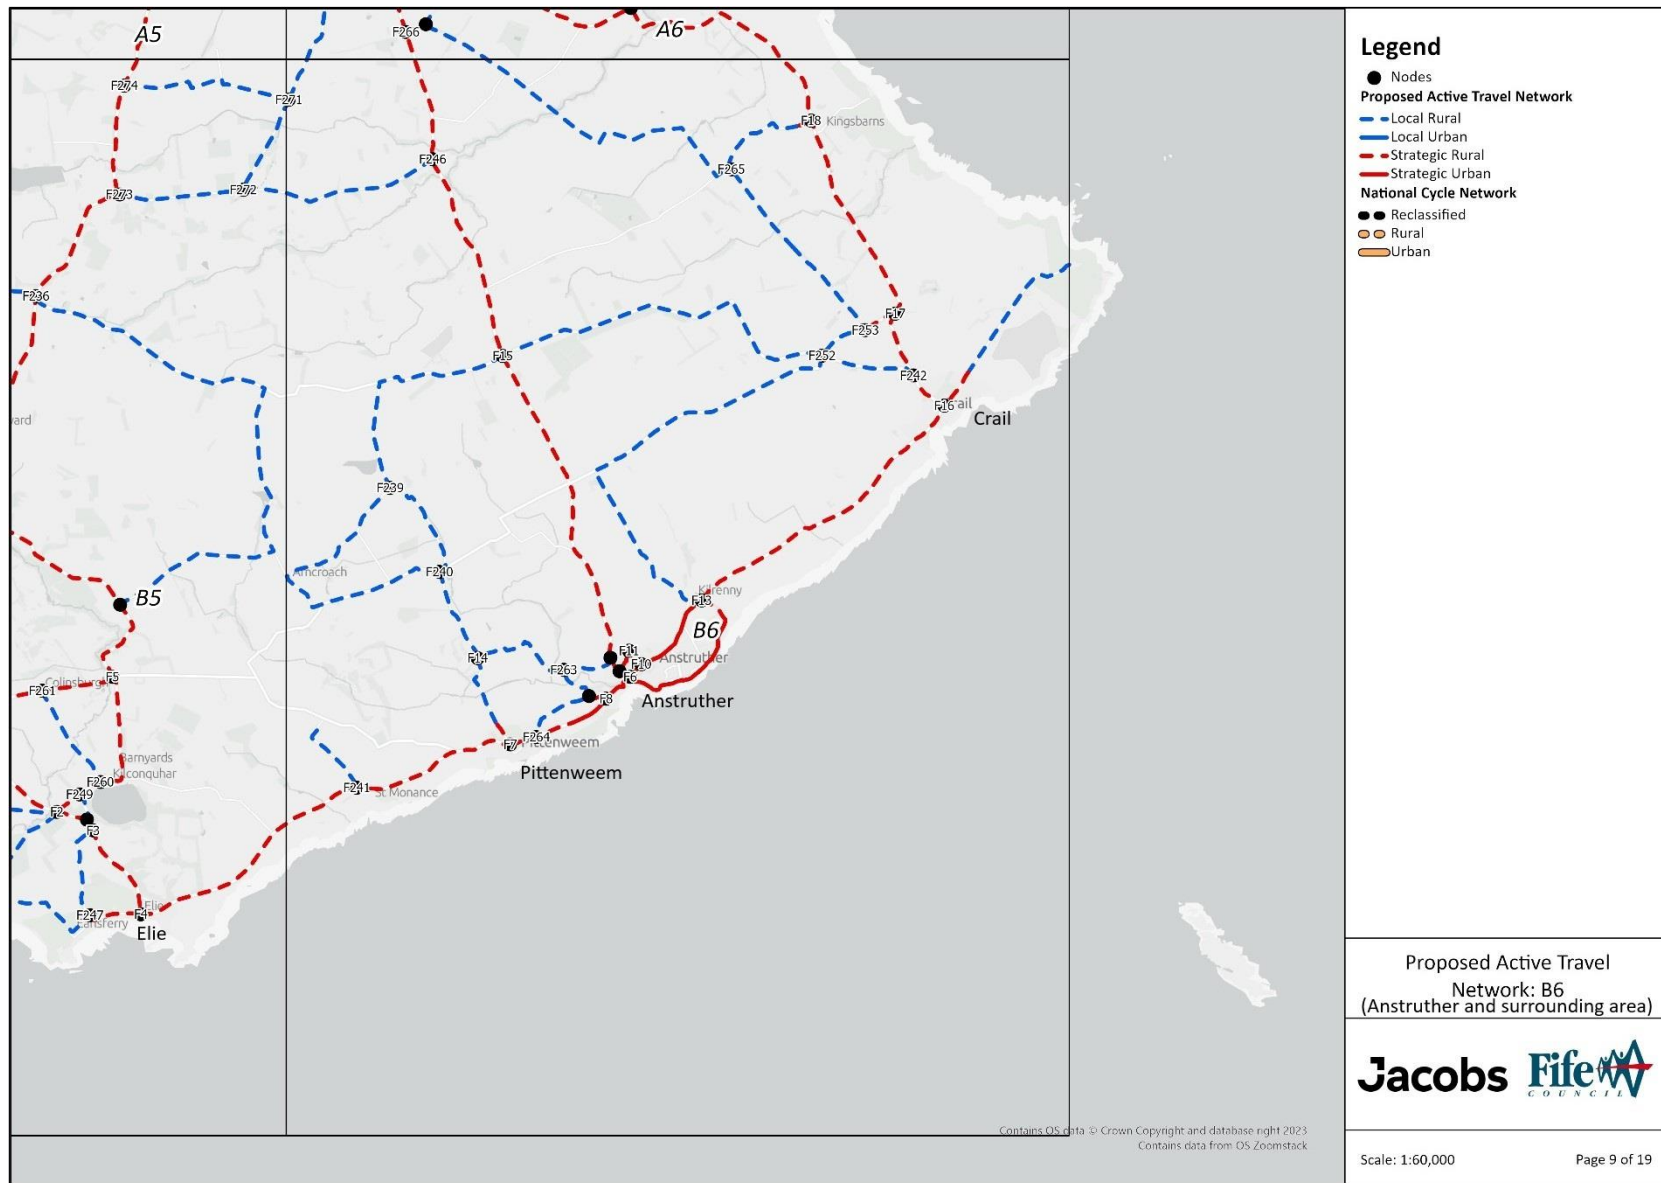 A5
F266
A6
F274
F271
F18
Kingsbarns
F246
F265
F273
F272
F236
F17
F253
F15
F252
F242
F16
Crail
F239
Arncroach
F240
B5
Kilrenny
F13
B6
F14
F11
F10
Anstruther
F263
F6
Colinsburgh
F5
F261
F8
Anstruther
F264
F7
Pittenweem
Barnyards
Kilconquhar
Pittenweem
F260
F249
F241
St Monance
F2
F3
F247
F4
Elie
Earlsferry
Elie
Contains OS data © Crown Copyright and database right 2023
Contains data from OS Zoomstack
Legend
Nodes
Proposed Active Travel Network
Local Rural
Local Urban
Strategic Rural
Strategic Urban
National Cycle Network
Reclassified
Rural
Urban
Proposed Active Travel
Network: B6
(Anstruther and surrounding area)
Jacobs
Fife
COUNCIL
Scale: 1:60,000
Page 9 of 19